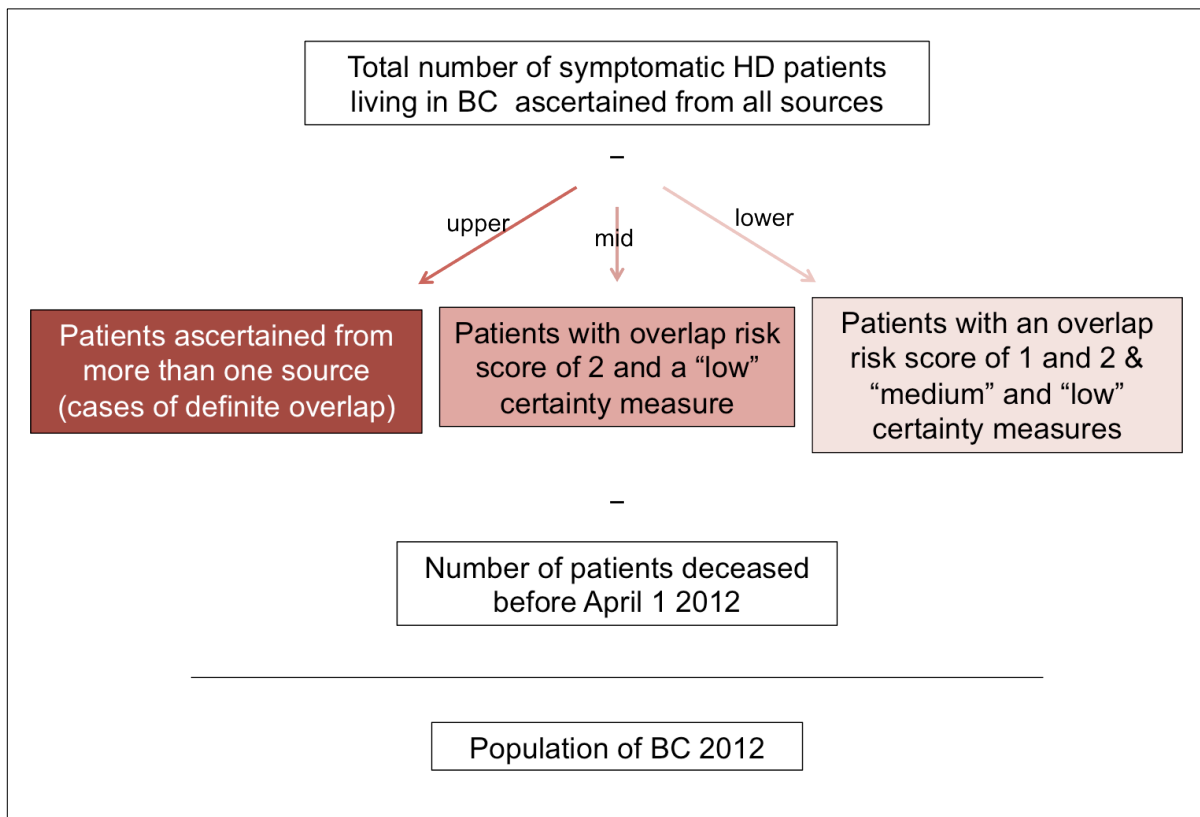 Total number of symptomatic HD patients
living in BC ascertained from all sources
–
upper
mid
lower
Patients ascertained from
more than one source
(cases of definite overlap)
Patients with overlap risk
score of 2 and a “low”
certainty measure
Patients with an overlap
risk score of 1 and 2 &
“medium” and “low”
certainty measures
–
Number of patients deceased
before April 1 2012
Population of BC 2012